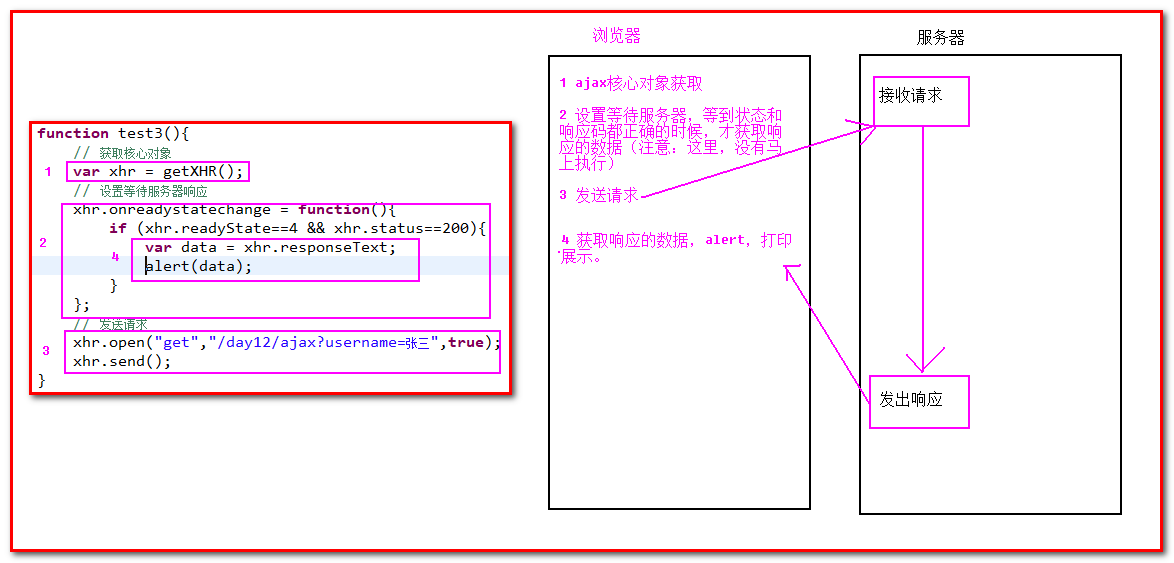 function test3(){
// 获取核心对象
1
var xhr = getXHR();
// 设置等待服务器响应
xhr.onreadystatechange = function(){
if (xhr.readyState==4 && xhr.status==200){
2
var data = xhr.responseText;
4
alert(data);
}
};
// 发送请求
xhr.open("get","/day12/ajax?username=张三",true);
3
xhr.send();
}
浏览器
1 ajax核心对象获取
2 设置等待服务器，等到状态和
响应码都正确的时候，才获取响
应的数据（注意：这里，没有马
上执行）
3 发送请求
4 获取响应的数据，alert，打印
展示。
服务器
接收请求
发出响应